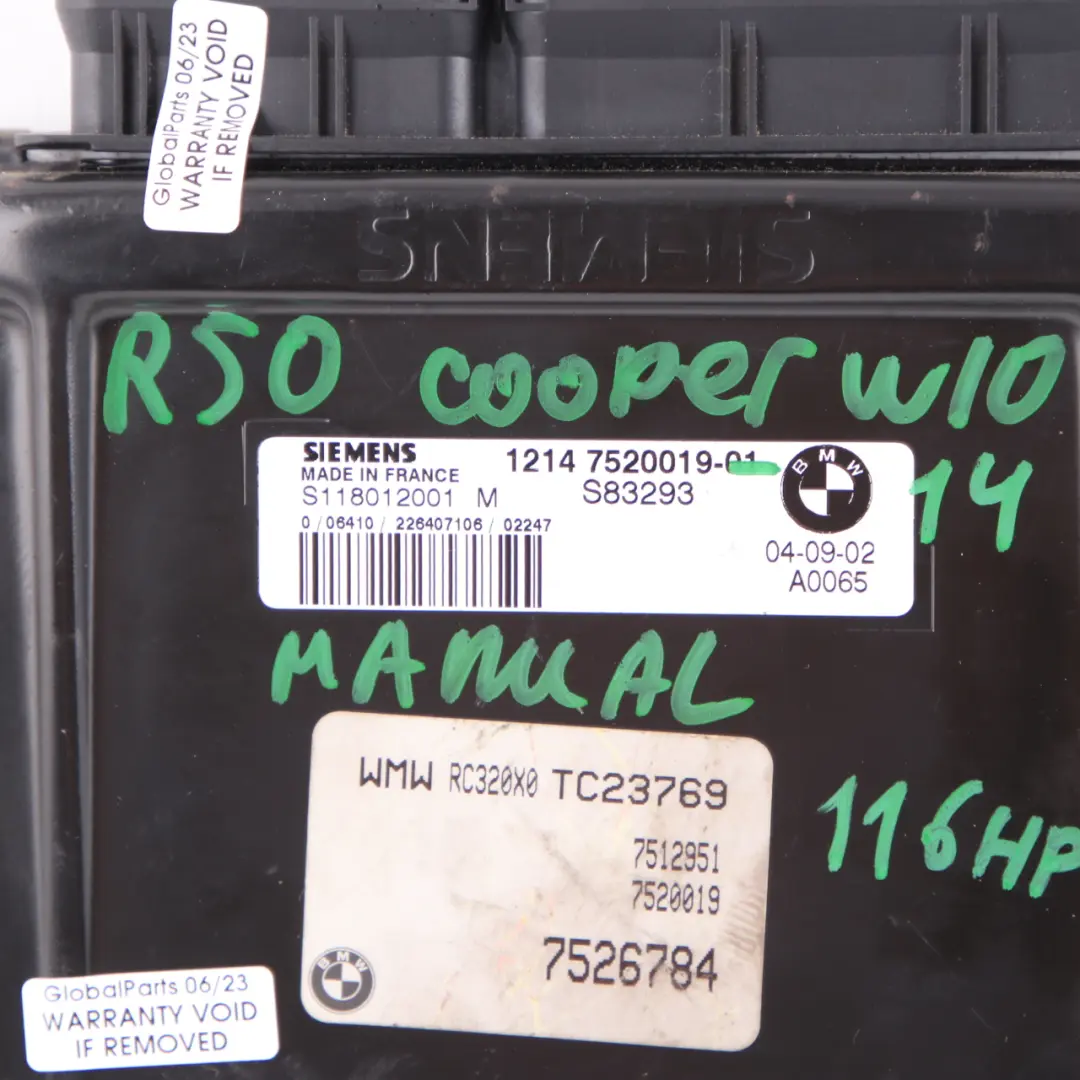 GlobalParts 06/23
WARRANTY VOID
IF REMOVED
SIEMENS
R50 cooper w10
14
SIEMENS
MADE IN FRANCE
S118012001 M
0 / 06410 / 226407106 / 02247
1214 7520019-01
S83293
BMW
04-09-02
A0065
MANUAL
116HP
WMW RC320X0 TC23769
7512951
7520019
7526784
BMW
GlobalParts 06/23
WARRANTY VOID
IF REMOVED